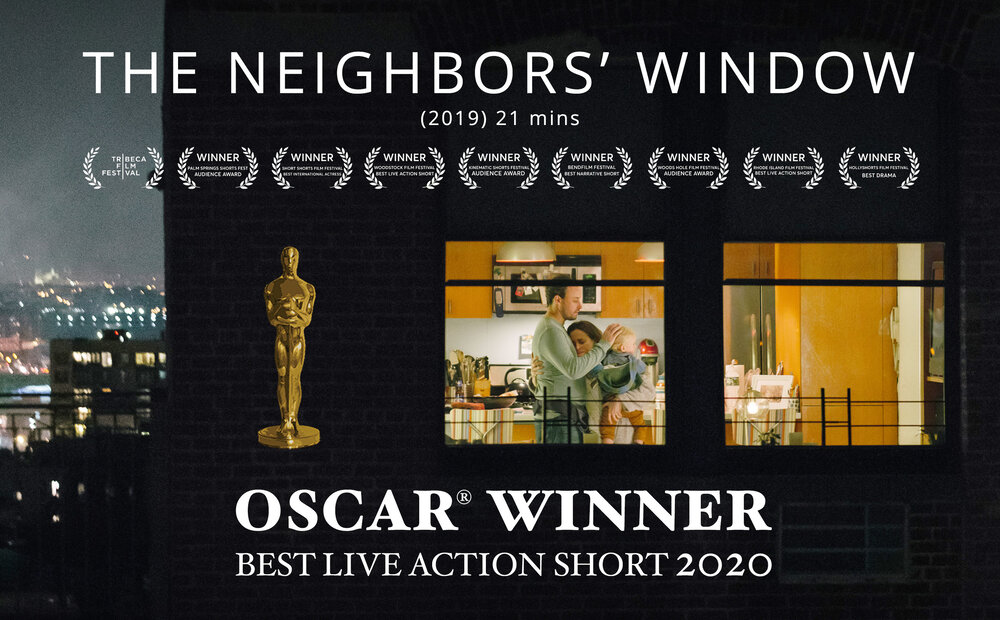 THE NEIGHBORS’ WINDOW
(2019) 21 mins
TRIBECA
FILM
FESTIVAL
WINNER
PALM SPRINGS SHORTS FEST
AUDIENCE AWARD
WINNER
SHORT SHORTS FILM FESTIVAL
BEST INTERNATIONAL ACTRESS
WINNER
WOODSTOCK FILM FESTIVAL
BEST LIVE ACTION SHORT
WINNER
KINEMATIC SHORTS FESTIVAL
AUDIENCE AWARD
WINNER
BENDFILM FESTIVAL
BEST NARRATIVE SHORT
WINNER
WOODS HOLE FILM FESTIVAL
AUDIENCE AWARD
WINNER
RHODE ISLAND FILM FESTIVAL
BEST LIVE ACTION SHORT
WINNER
HOLLYSHORTS FILM FESTIVAL
BEST DRAMA
OSCAR® WINNER
BEST LIVE ACTION SHORT 2020